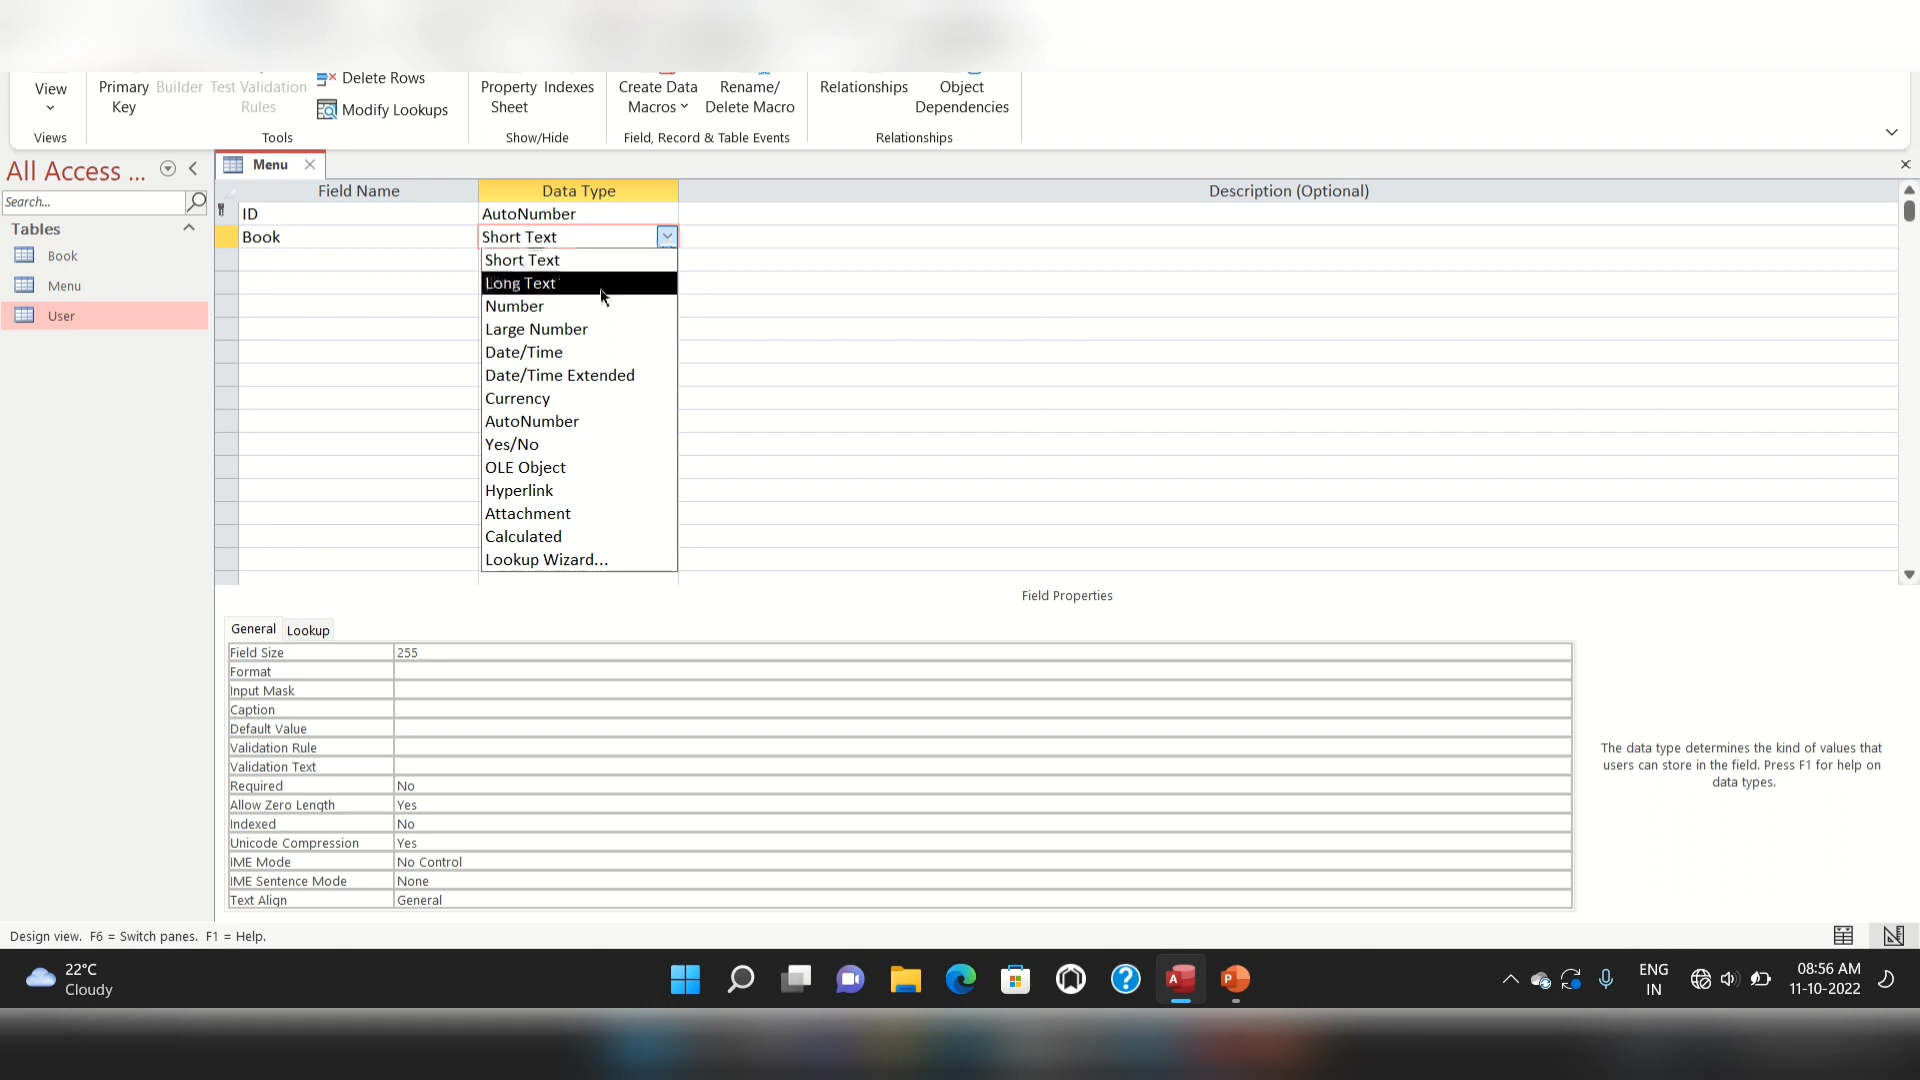 Delete Rows
View
Primary Key
Builder
Test Validation Rules
Modify Lookups
Property Sheet
Indexes
Create Data Macros
Rename/ Delete Macro
Relationships
Object Dependencies
Views
Tools
Show/Hide
Field, Record & Table Events
Relationships
All Access ...
Search...
Tables
Book
Menu
User
Menu
Field Name
Data Type
Description (Optional)
ID
AutoNumber
Book
Short Text
Short Text
Long Text
Number
Large Number
Date/Time
Date/Time Extended
Currency
AutoNumber
Yes/No
OLE Object
Hyperlink
Attachment
Calculated
Lookup Wizard...
Field Properties
General
Lookup
Field Size 255
Format
Input Mask
Caption
Default Value
Validation Rule
Validation Text
Required No
Allow Zero Length Yes
Indexed No
Unicode Compression Yes
IME Mode No Control
IME Sentence Mode None
Text Align General
The data type determines the kind of values that
users can store in the field. Press F1 for help on
data types.
Design view. F6 = Switch panes. F1 = Help.
22°C
Cloudy
A
P
ENG
IN
08:56 AM
11-10-2022